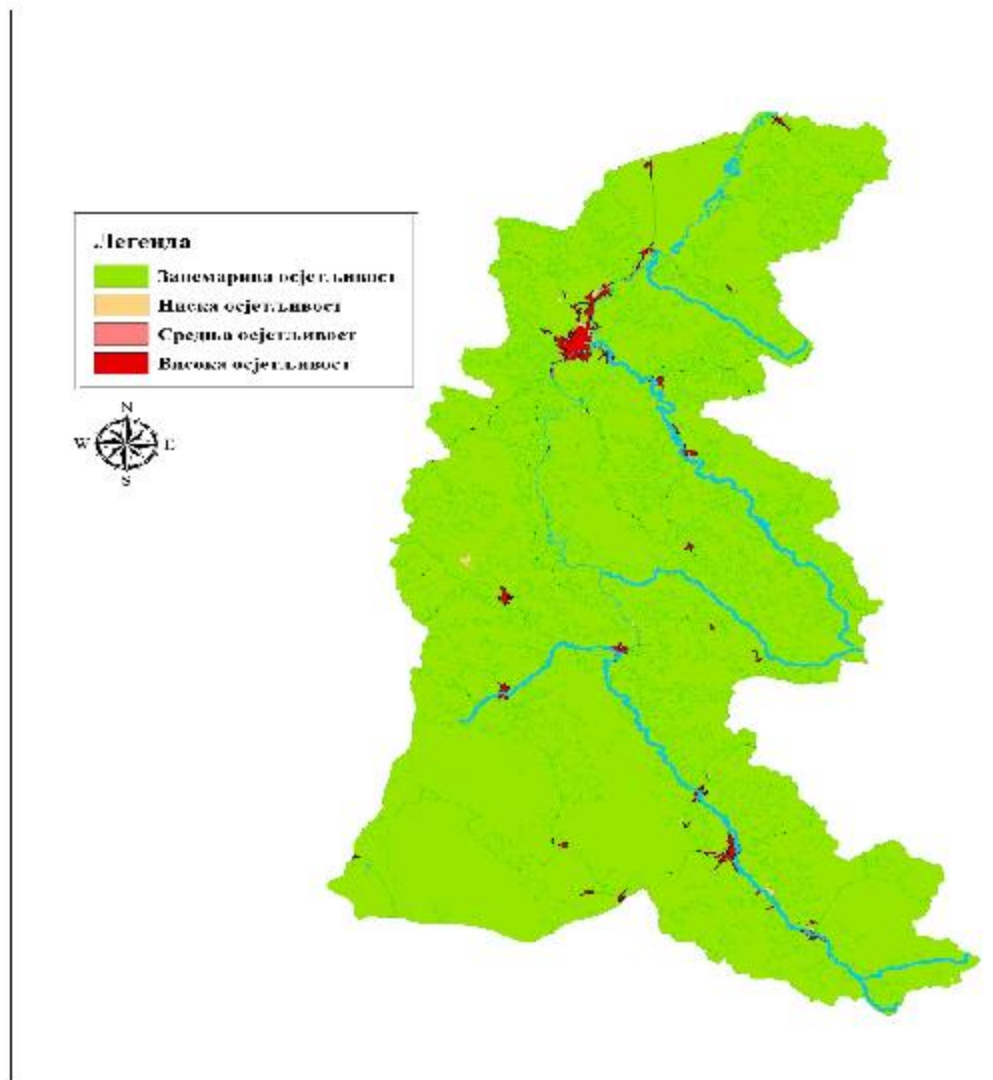 Легенда
Занемарива осјетљивост
Ниска осјетљивост
Средња осјетљивост
Висока осјетљивост
N
W E
S